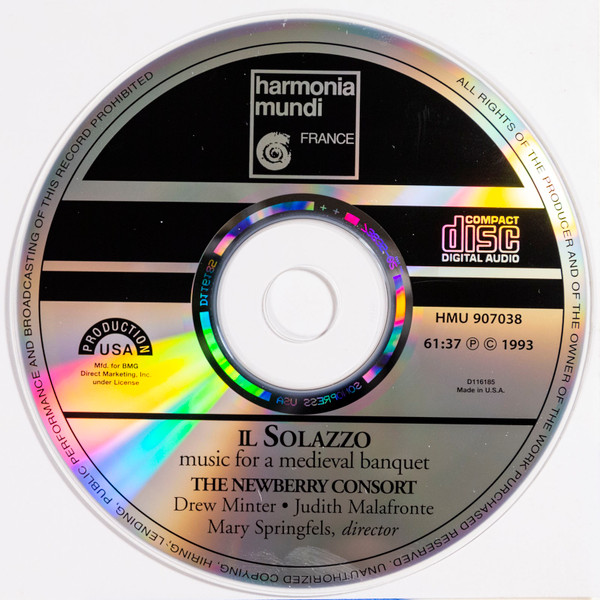 harmonia
mundi
FRANCE
COMPACT
disc
DIGITAL AUDIO
HMU 907038
61:37 Ⓟ Ⓒ 1993
D116185
Made in U.S.A.
PRODUCTION
USA
Mfd. for BMG
Direct Marketing, Inc.
under License
IL SOLAZZO
music for a medieval banquet
THE NEWBERRY CONSORT
Drew Minter • Judith Malafronte
Mary Springfels, director
ALL RIGHTS OF THE PRODUCER AND OF THE OWNER OF THE WORK PURCHASED RESERVED. UNAUTHORIZED COPYING, HIRING, LENDING, PUBLIC PERFORMANCE AND BROADCASTING OF THIS RECORD PROHIBITED